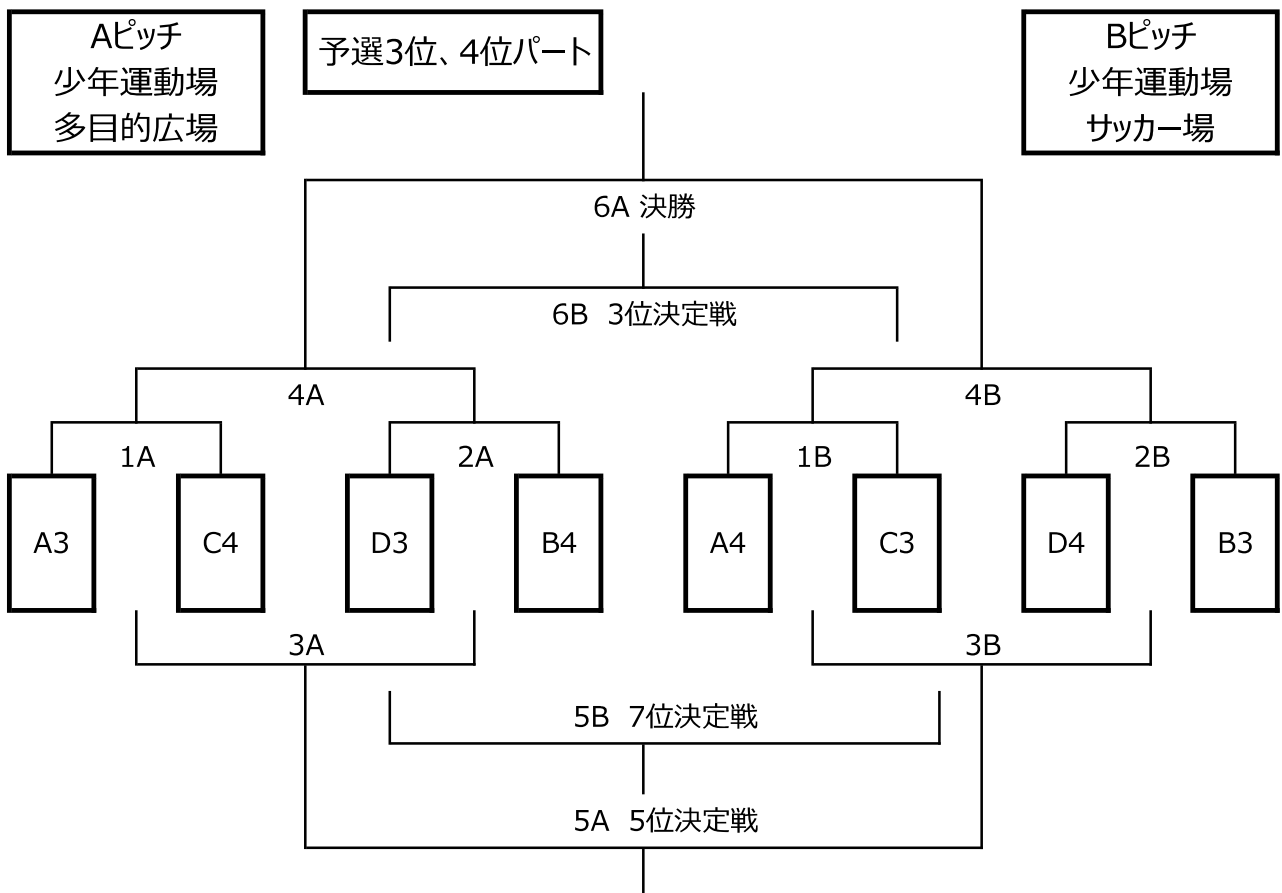 Aピッチ
少年運動場
多目的広場
予選3位、4位パート
Bピッチ
少年運動場
サッカー場
6A 決勝
6B 3位決定戦
4A
4B
1A
2A
1B
2B
A3
C4
D3
B4
A4
C3
D4
B3
3A
3B
5B 7位決定戦
5A 5位決定戦